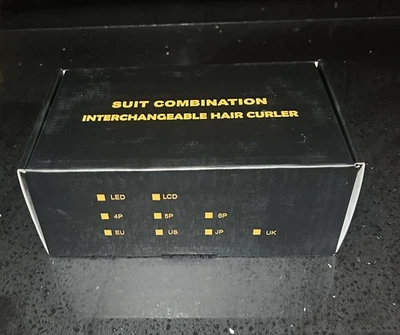 SUIT COMBINATION
INTERCHANGEABLE HAIR CURLER
LED LCD
4P 5P 6P
EU US JP UK